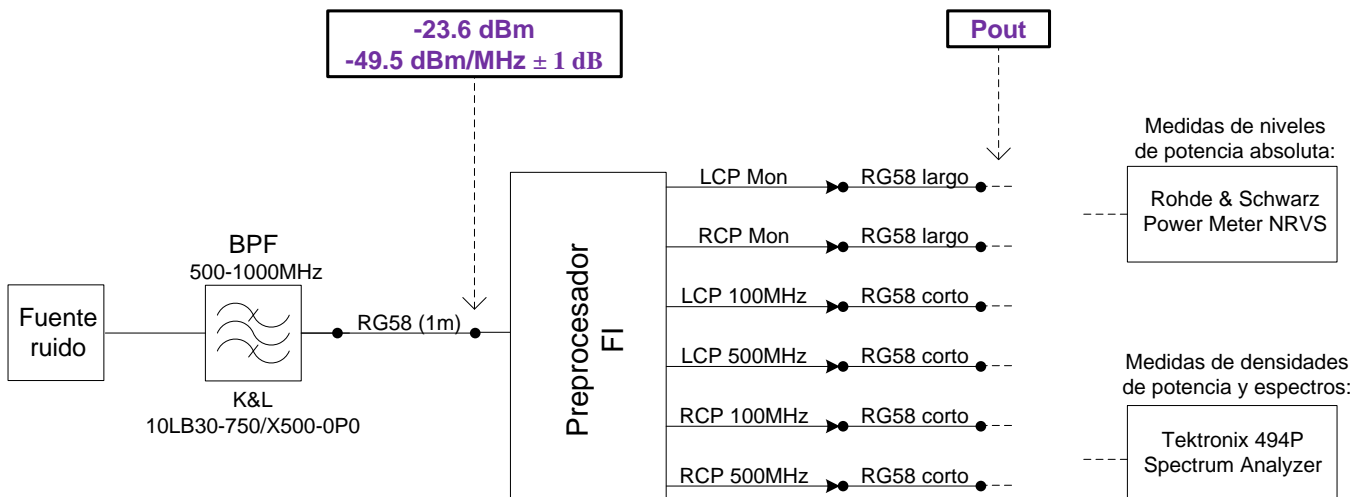 -23.6 dBm
-49.5 dBm/MHz ± 1 dB
Pout
Medidas de niveles
de potencia absoluta:
Rohde & Schwarz
Power Meter NRVS
LCP Mon
RG58 largo
RCP Mon
RG58 largo
LCP 100MHz
RG58 corto
LCP 500MHz
RG58 corto
RCP 100MHz
RG58 corto
RCP 500MHz
RG58 corto
BPF
500-1000MHz
Fuente
ruido
RG58 (1m)
K&L
10LB30-750/X500-0P0
Preprocesador
FI
Medidas de densidades
de potencia y espectros:
Tektronix 494P
Spectrum Analyzer